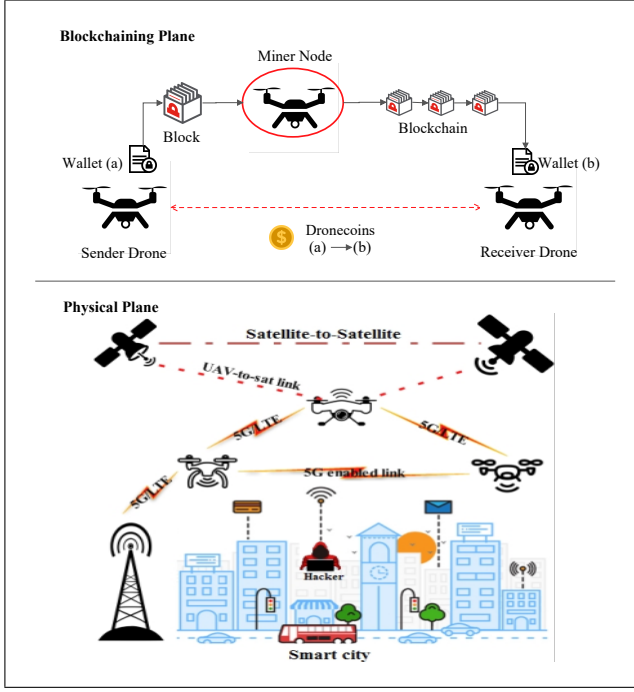 Blockchaining Plane
Miner Node
Block
Blockchain
Wallet (a)
Wallet (b)
Sender Drone
Dronecoins
(a) → (b)
Receiver Drone
Physical Plane
Satellite-to-Satellite
UAV-to-sat link
5G/LTE
5G/LTE
5G enabled link
5G/LTE
Hacker
Smart city